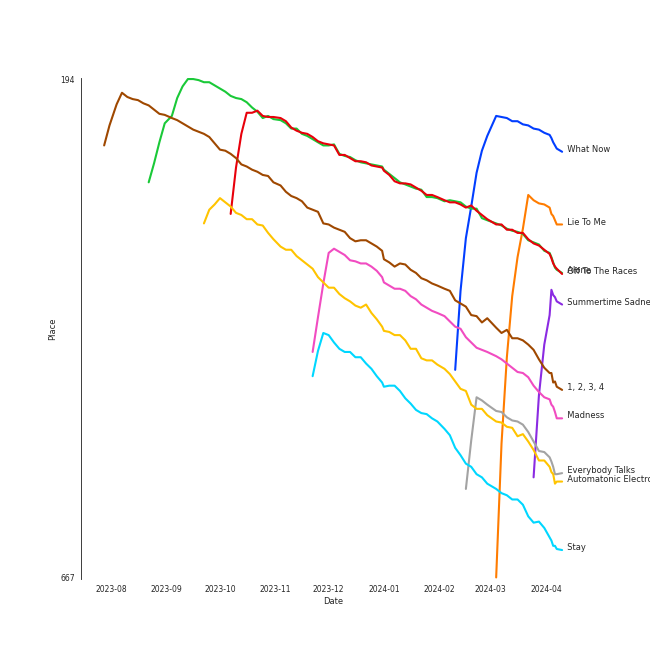 194
What Now
Lie To Me
Off To The Races
Summertime Sadne
Place
1, 2, 3, 4
Madness
Everybody Talks
Automatonic Electro
Stay
667
2023-08 2023-09 2023-10 2023-11 2023-12 2024-01 2024-02 2024-03 2024-04
Date